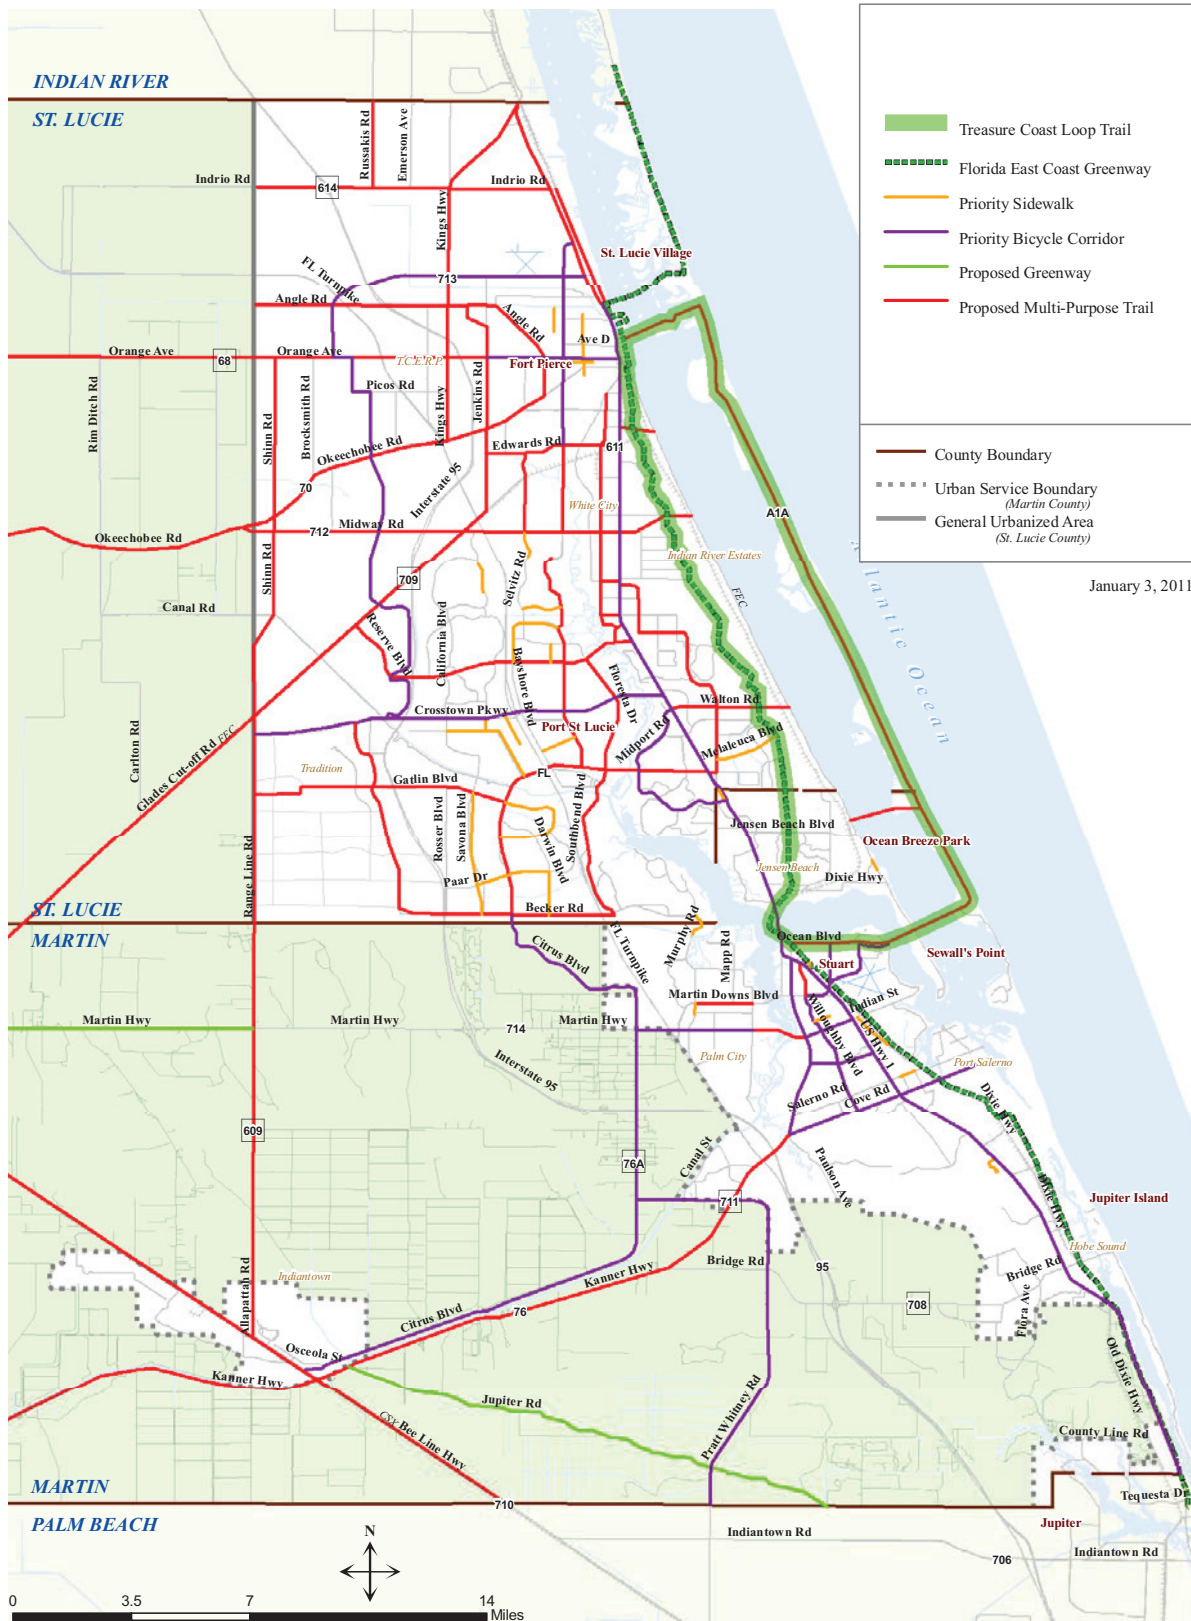 INDIAN RIVER
ST. LUCIE
Russakis Rd
Emerson Ave
Indrio Rd
614
Indrio Rd
Kings Hwy
St. Lucie Village
FL Turnpike
713
Angle Rd
Angle Rd
Ave D
Orange Ave
68
Orange Ave
T.C.E.R.P.
Fort Pierce
Rim Ditch Rd
Picos Rd
Brocksmith Rd
Shinn Rd
Kings Hwy
Jenkins Rd
Okeechobee Rd
Edwards Rd
611
Interstate 95
70
White City
A1A
712
Midway Rd
Okeechobee Rd
Indian River Estates
Shinn Rd
709
Selvitz Rd
FEC
Atlantic Ocean
Canal Rd
Reserve Blvd
California Blvd
Bayshore Blvd
Floresta Dr
Walton Rd
Crosstown Pkwy
Port St Lucie
Midport Rd
Melaleuca Blvd
Carlton Rd
Glades Cut-off Rd
FEC
Tradition
Gatlin Blvd
FL
Rosser Blvd
Savona Blvd
Darwin Blvd
Southbend Blvd
Jensen Beach Blvd
Ocean Breeze Park
Jensen Beach
Dixie Hwy
Range Line Rd
Paar Dr
Becker Rd
ST. LUCIE
MARTIN
Murphy Rd
Mapp Rd
Ocean Blvd
Sewall's Point
Citrus Blvd
FL Turnpike
Stuart
Martin Downs Blvd
Indian St
Martin Hwy
Martin Hwy
714
Martin Hwy
Willoughby Blvd
US Hwy 1
Palm City
Interstate 95
Port Salerno
Salerno Rd
Cove Rd
Dixie Hwy
609
76A
Canal St
Paulson Ave
711
Dixie Hwy
Jupiter Island
Hobe Sound
Allapattah Rd
Indiantown
Kanner Hwy
Bridge Rd
95
Bridge Rd
708
Flora Ave
Citrus Blvd
76
Osceola St
Old Dixie Hwy
Kanner Hwy
Jupiter Rd
CSX
Bee Line Hwy
Pratt Whitney Rd
County Line Rd
MARTIN
710
Tequesta Dr
PALM BEACH
Jupiter
Indiantown Rd
706
Indiantown Rd
N
0 3.5 7 14
Miles
Treasure Coast Loop Trail
Florida East Coast Greenway
Priority Sidewalk
Priority Bicycle Corridor
Proposed Greenway
Proposed Multi-Purpose Trail
County Boundary
Urban Service Boundary
(Martin County)
General Urbanized Area
(St. Lucie County)
January 3, 2011